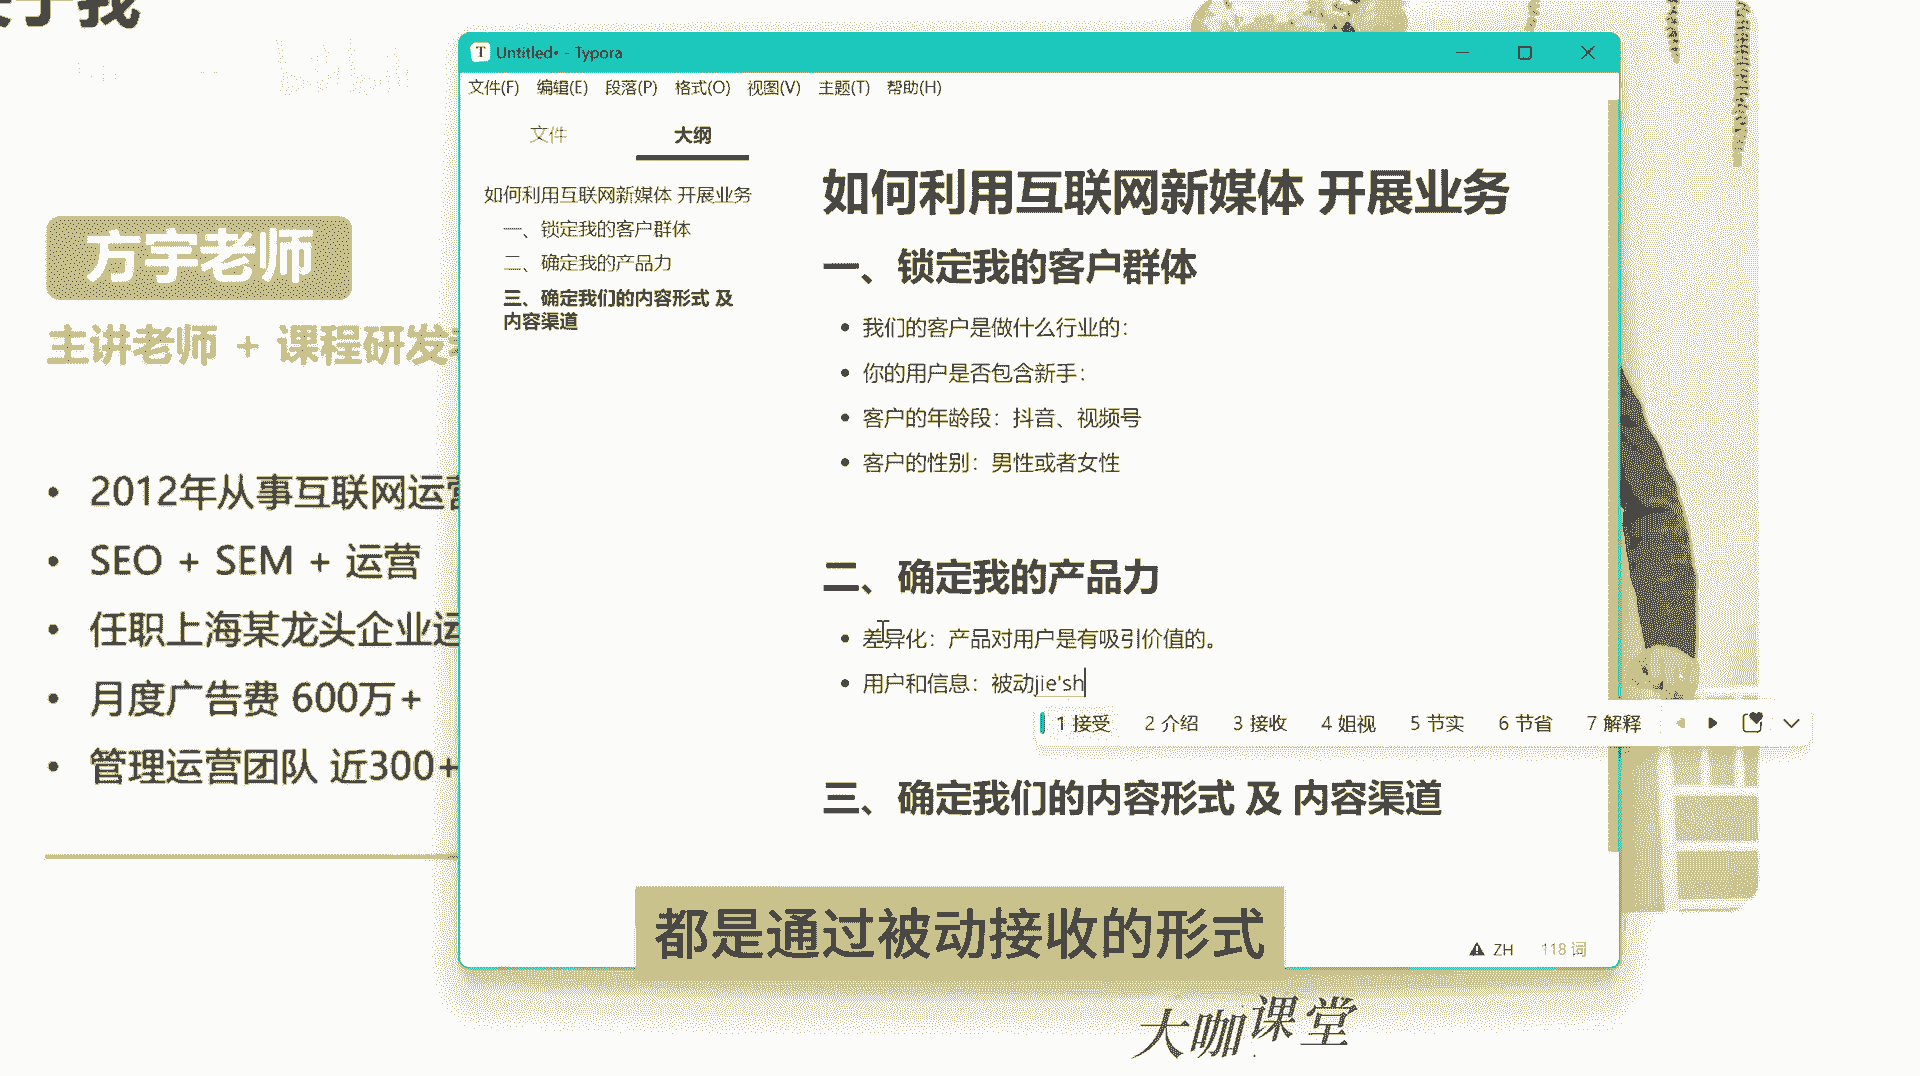 方宇老师
主讲老师 + 课程研发
2012年从事互联网运营
SEO + SEM + 运营
任职上海某龙头企业运
月度广告费 600万+
管理运营团队 近300+
Untitled• - Typora
文件(F) 编辑(E) 段落(P) 格式(O) 视图(V) 主题(T) 帮助(H)
文件 大纲
如何利用互联网新媒体 开展业务
一、锁定我的客户群体
二、确定我的产品力
三、确定我们的内容形式 及
内容渠道
如何利用互联网新媒体 开展业务
一、锁定我的客户群体
我们的客户是做什么行业的：
你的用户是否包含新手：
客户的年龄段：抖音、视频号
客户的性别：男性或者女性
二、确定我的产品力
差异化：产品对用户是有吸引价值的。
用户和信息：被动jie'sh
1 接受 2 介绍 3 接收 4 姐视 5 节实 6 节省 7 解释
三、确定我们的内容形式 及 内容渠道
都是通过被动接收的形式
ZH 118 词
大咖课堂